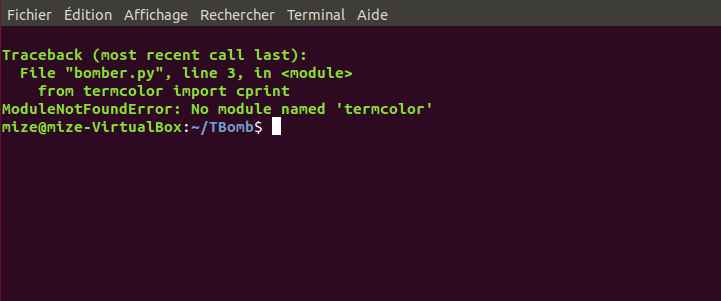 Fichier Édition Affichage Rechercher Terminal Aide
Traceback (most recent call last):
  File "bomber.py", line 3, in <module>
    from termcolor import cprint
ModuleNotFoundError: No module named 'termcolor'
mize@mize-VirtualBox:~/TBomb$